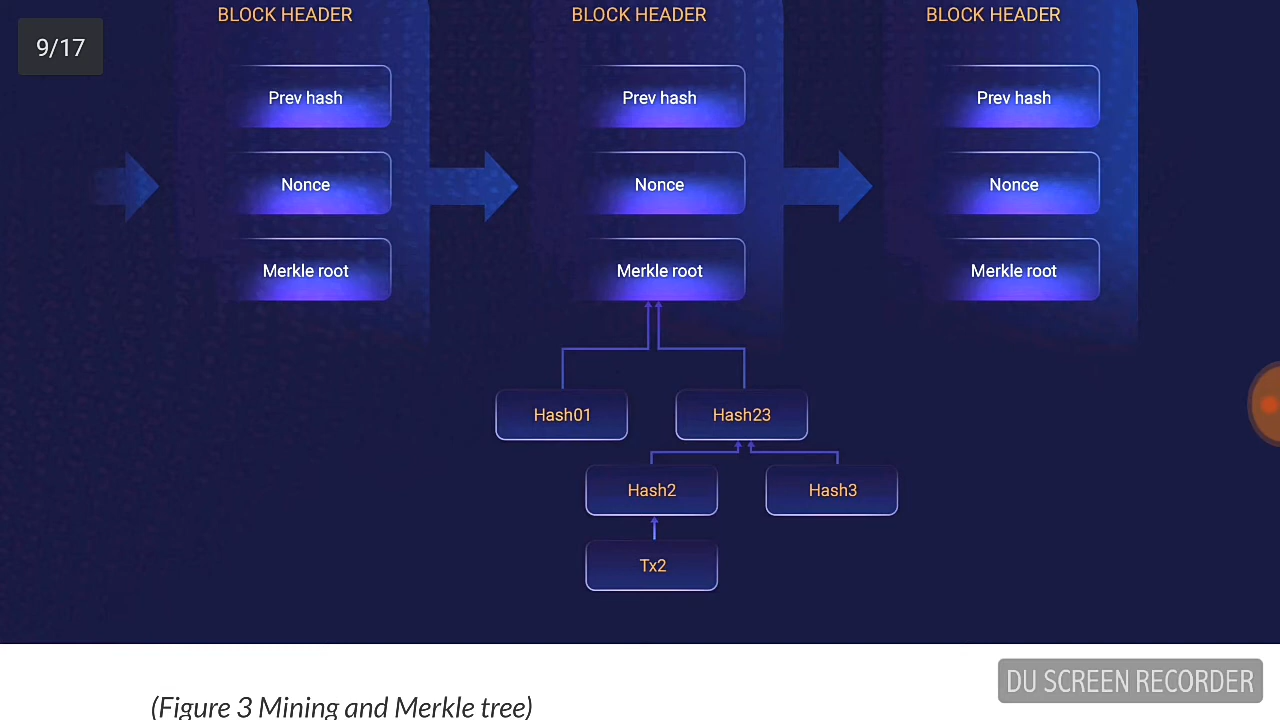 9/17
BLOCK HEADER BLOCK HEADER BLOCK HEADER
Prev hash Prev hash Prev hash
Nonce Nonce Nonce
Merkle root Merkle root Merkle root
Hash01 Hash23
Hash2 Hash3
Tx2
(Figure 3 Mining and Merkle tree)
DU SCREEN RECORDER